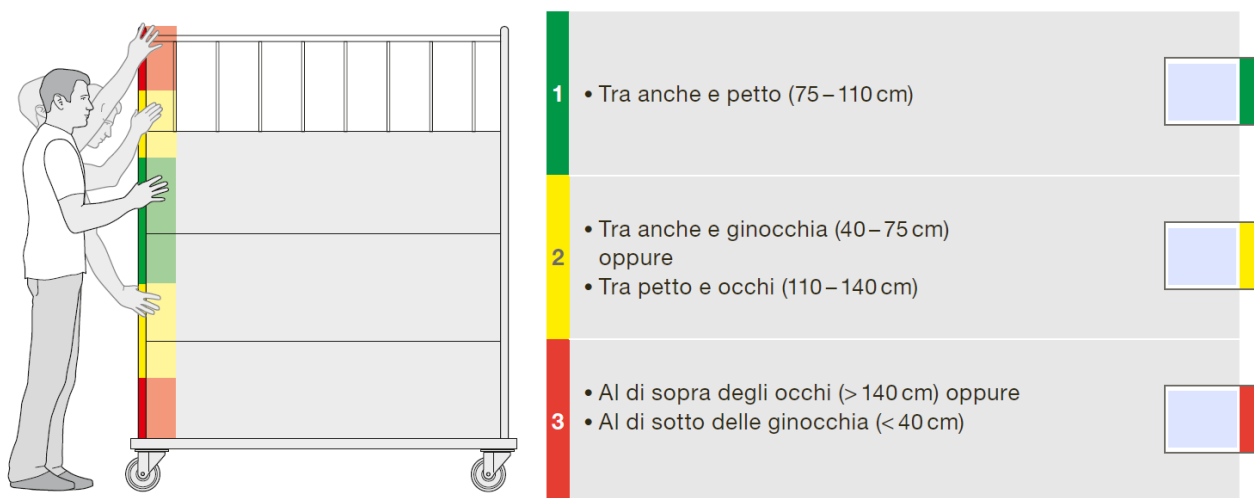 1
• Tra anche e petto (75 – 110 cm)
2
• Tra anche e ginocchia (40 – 75 cm)
oppure
• Tra petto e occhi (110 – 140 cm)
3
• Al di sopra degli occhi (> 140 cm) oppure
• Al di sotto delle ginocchia (< 40 cm)